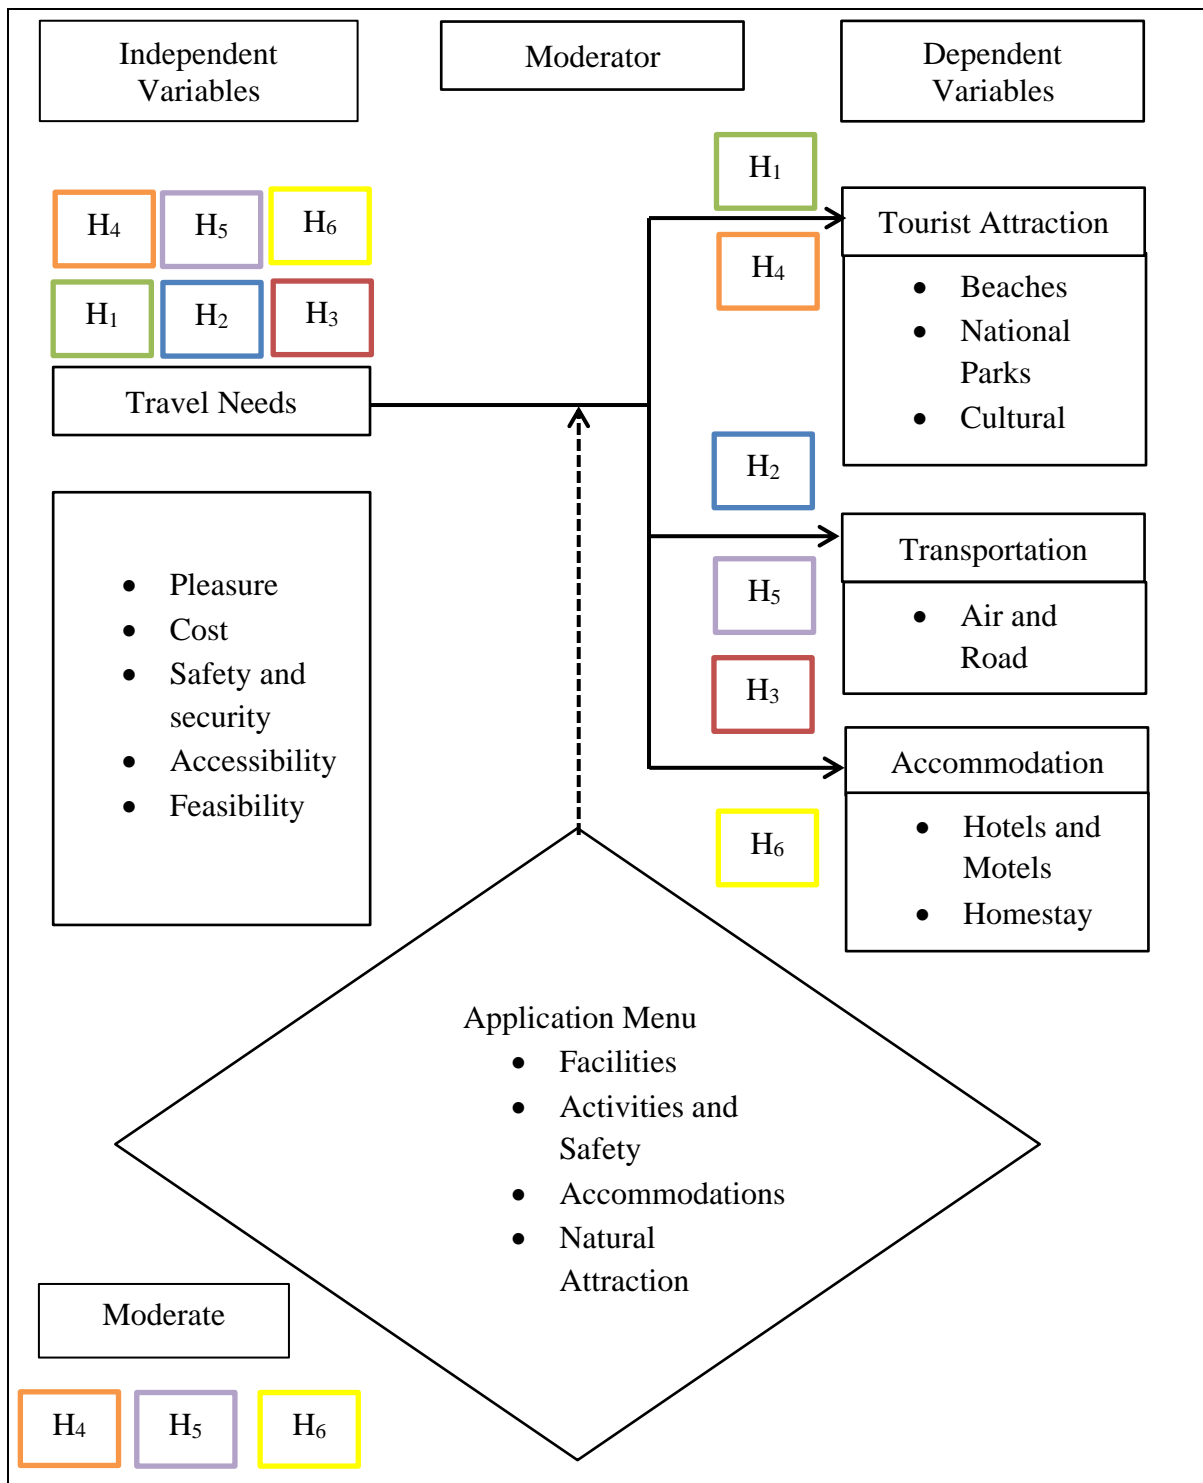 Independent
Variables
Moderator
Dependent
Variables
H4 H5 H6
H1 H2 H3
Travel Needs
• Pleasure
• Cost
• Safety and
security
• Accessibility
• Feasibility
H1
H4
Tourist Attraction
• Beaches
• National
Parks
• Cultural
H2
H5
Transportation
• Air and
Road
H3
H6
Accommodation
• Hotels and
Motels
• Homestay
Application Menu
• Facilities
• Activities and
Safety
• Accommodations
• Natural
Attraction
Moderate
H4 H5 H6